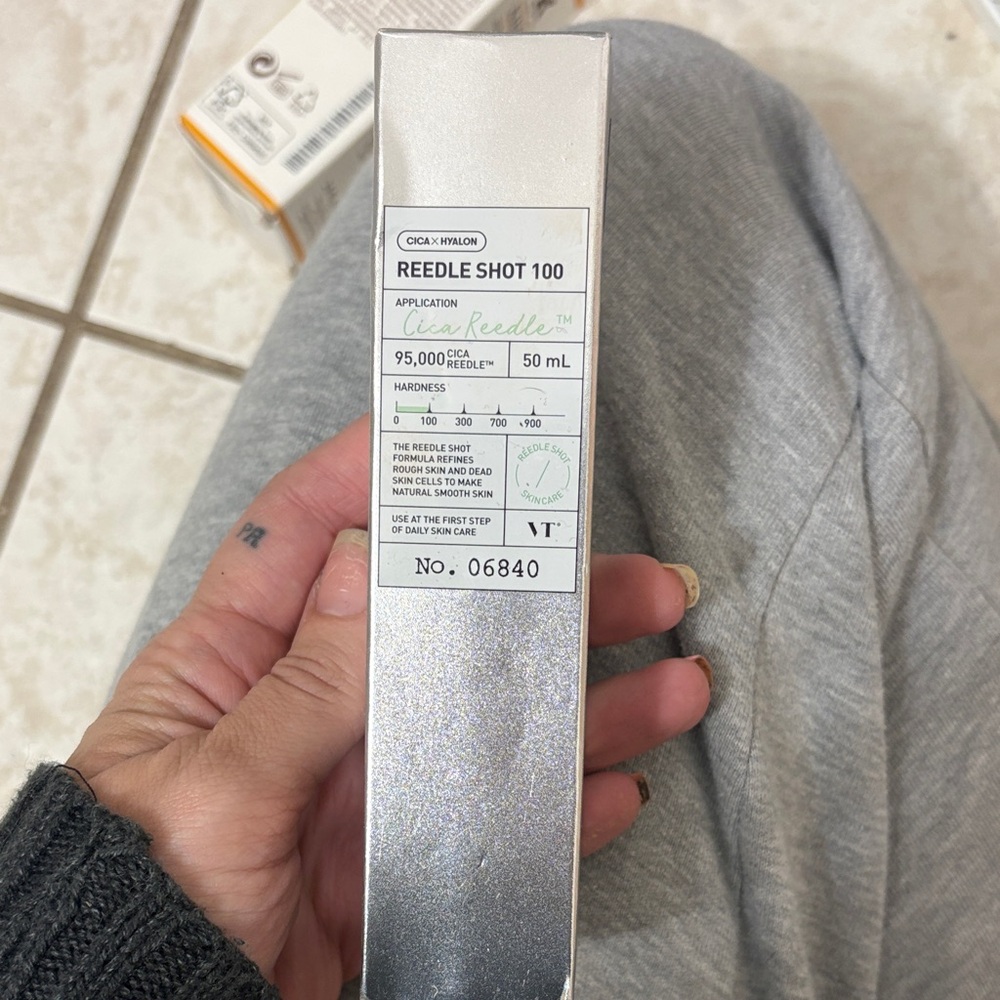 CICA×HYALON
REEDLE SHOT 100
APPLICATION
Cica Reedle™
95,000 CICA REEDLE™
50 mL
HARDNESS
0 100 300 700 900
THE REEDLE SHOT
FORMULA REFINES
ROUGH SKIN AND DEAD
SKIN CELLS TO MAKE
NATURAL SMOOTH SKIN
REEDLE SHOT
SKINCARE
USE AT THE FIRST STEP
OF DAILY SKIN CARE
VT
No. 06840
PR